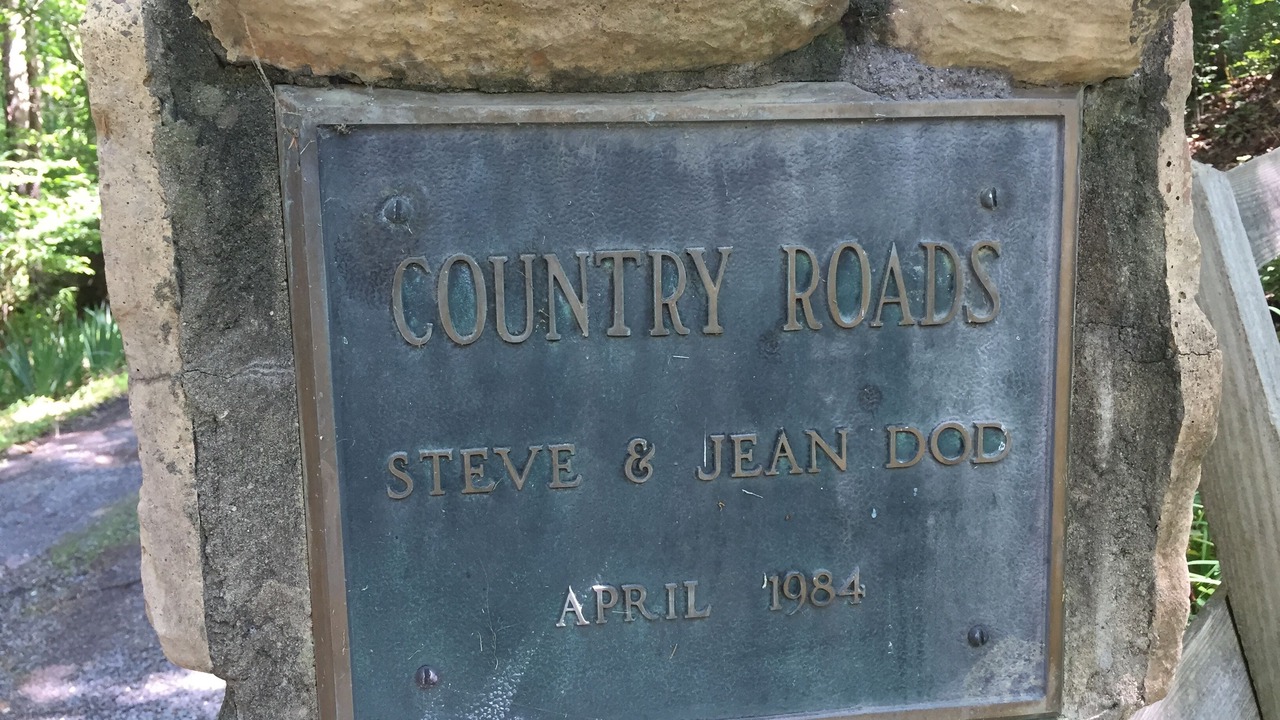 COUNTRY ROADS
STEVE & JEAN DOD
APRIL 1984